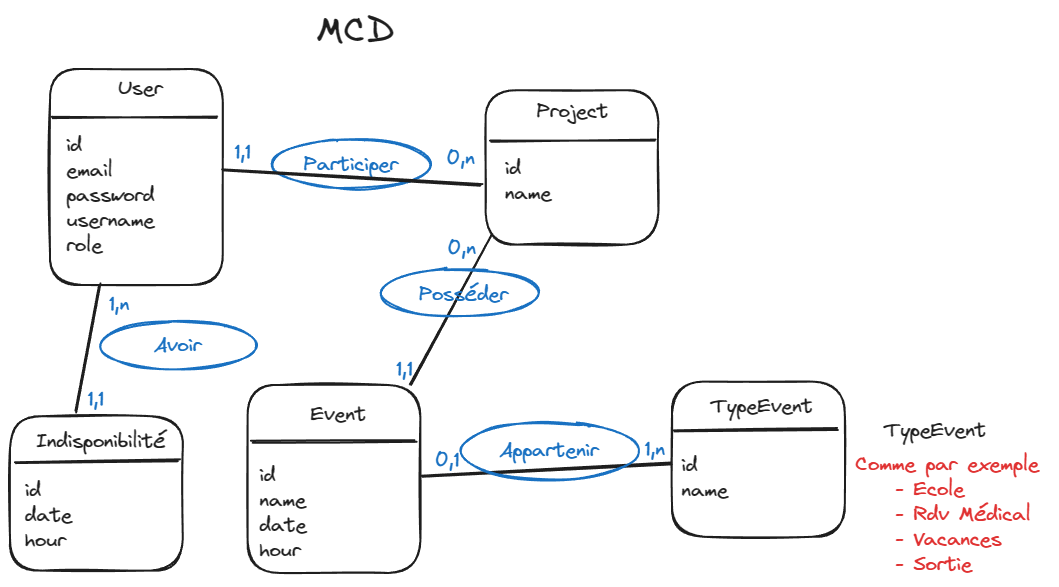 MCD
User
id
email
password
username
role
1,1
Participer
0,n
Project
id
name
0,n
Posséder
1,1
1,n
Avoir
1,1
Indisponibilité
id
date
hour
Event
id
name
date
hour
0,1
Appartenir
1,n
TypeEvent
id
name
TypeEvent
Comme par exemple
- Ecole
- Rdv Médical
- Vacances
- Sortie